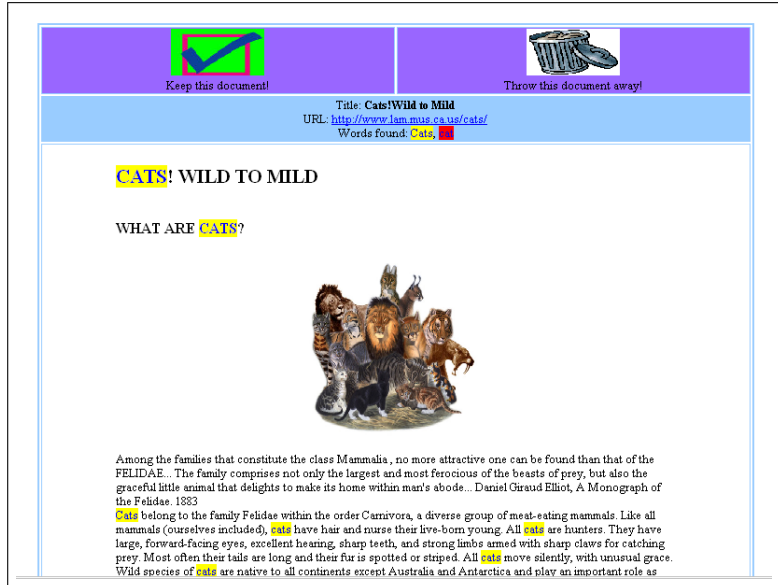 Keep this document!
Throw this document away!
Title: Cats!Wild to Mild
URL: http://www.lam.mus.ca.us/cats/
Words found: Cats, cat
CATS! WILD TO MILD
WHAT ARE CATS?
Among the families that constitute the class Mammalia , no more attractive one can be found than that of the
FELIDAE... The family comprises not only the largest and most ferocious of the beasts of prey, but also the
graceful little animal that delights to make its home within man's abode... Daniel Giraud Elliot, A Monograph of
the Felidae. 1883
Cats belong to the family Felidae within the order Carnivora, a diverse group of meat-eating mammals. Like all
mammals (ourselves included), cats have hair and nurse their live-born young. All cats are hunters. They have
large, forward-facing eyes, excellent hearing, sharp teeth, and strong limbs armed with sharp claws for catching
prey. Most often their tails are long and their fur is spotted or striped. All cats move silently, with unusual grace.
Wild species of cats are native to all continents except Australia and Antarctica and play an important role as